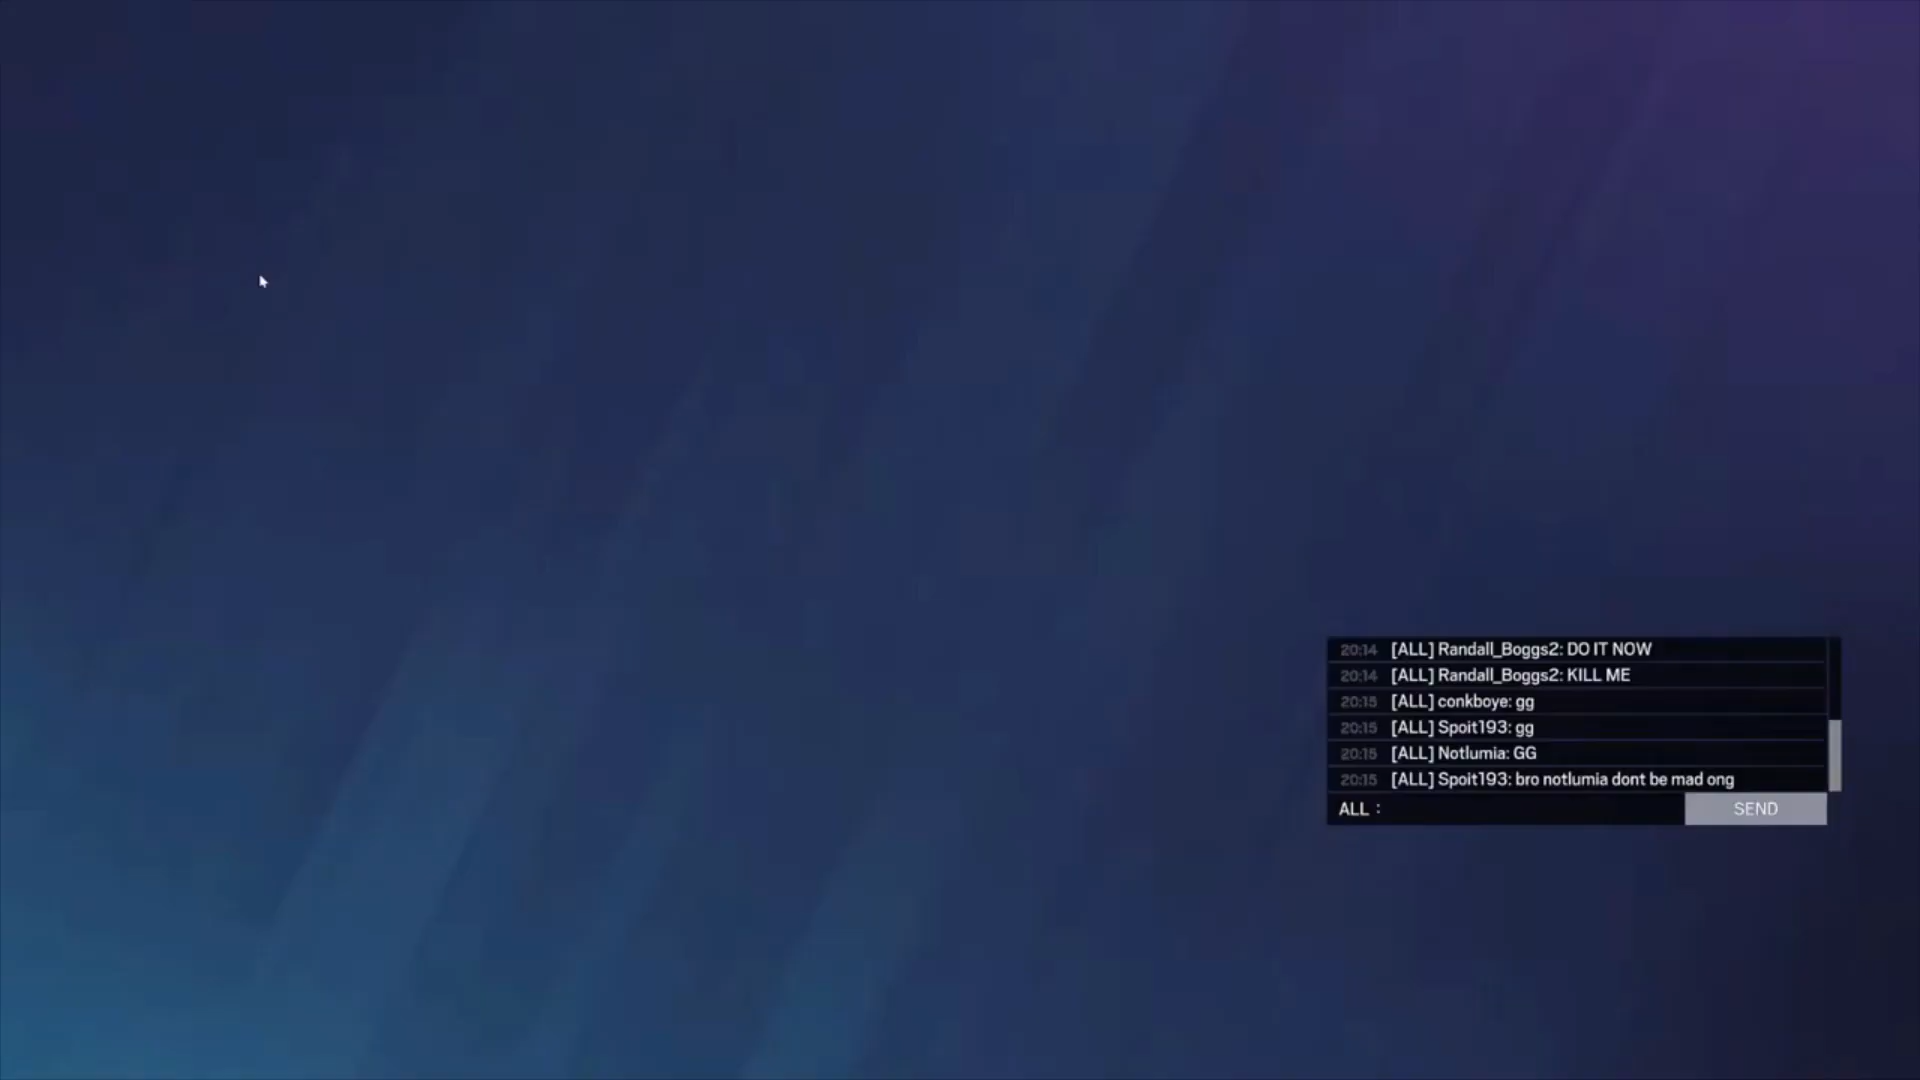 20:14 [ALL] Randall_Boggs2: DO IT NOW
20:14 [ALL] Randall_Boggs2: KILL ME
20:15 [ALL] conkboye: gg
20:15 [ALL] Spoit193: gg
20:15 [ALL] Notlumia: GG
20:15 [ALL] Spoit193: bro notlumia dont be mad ong
ALL : SEND